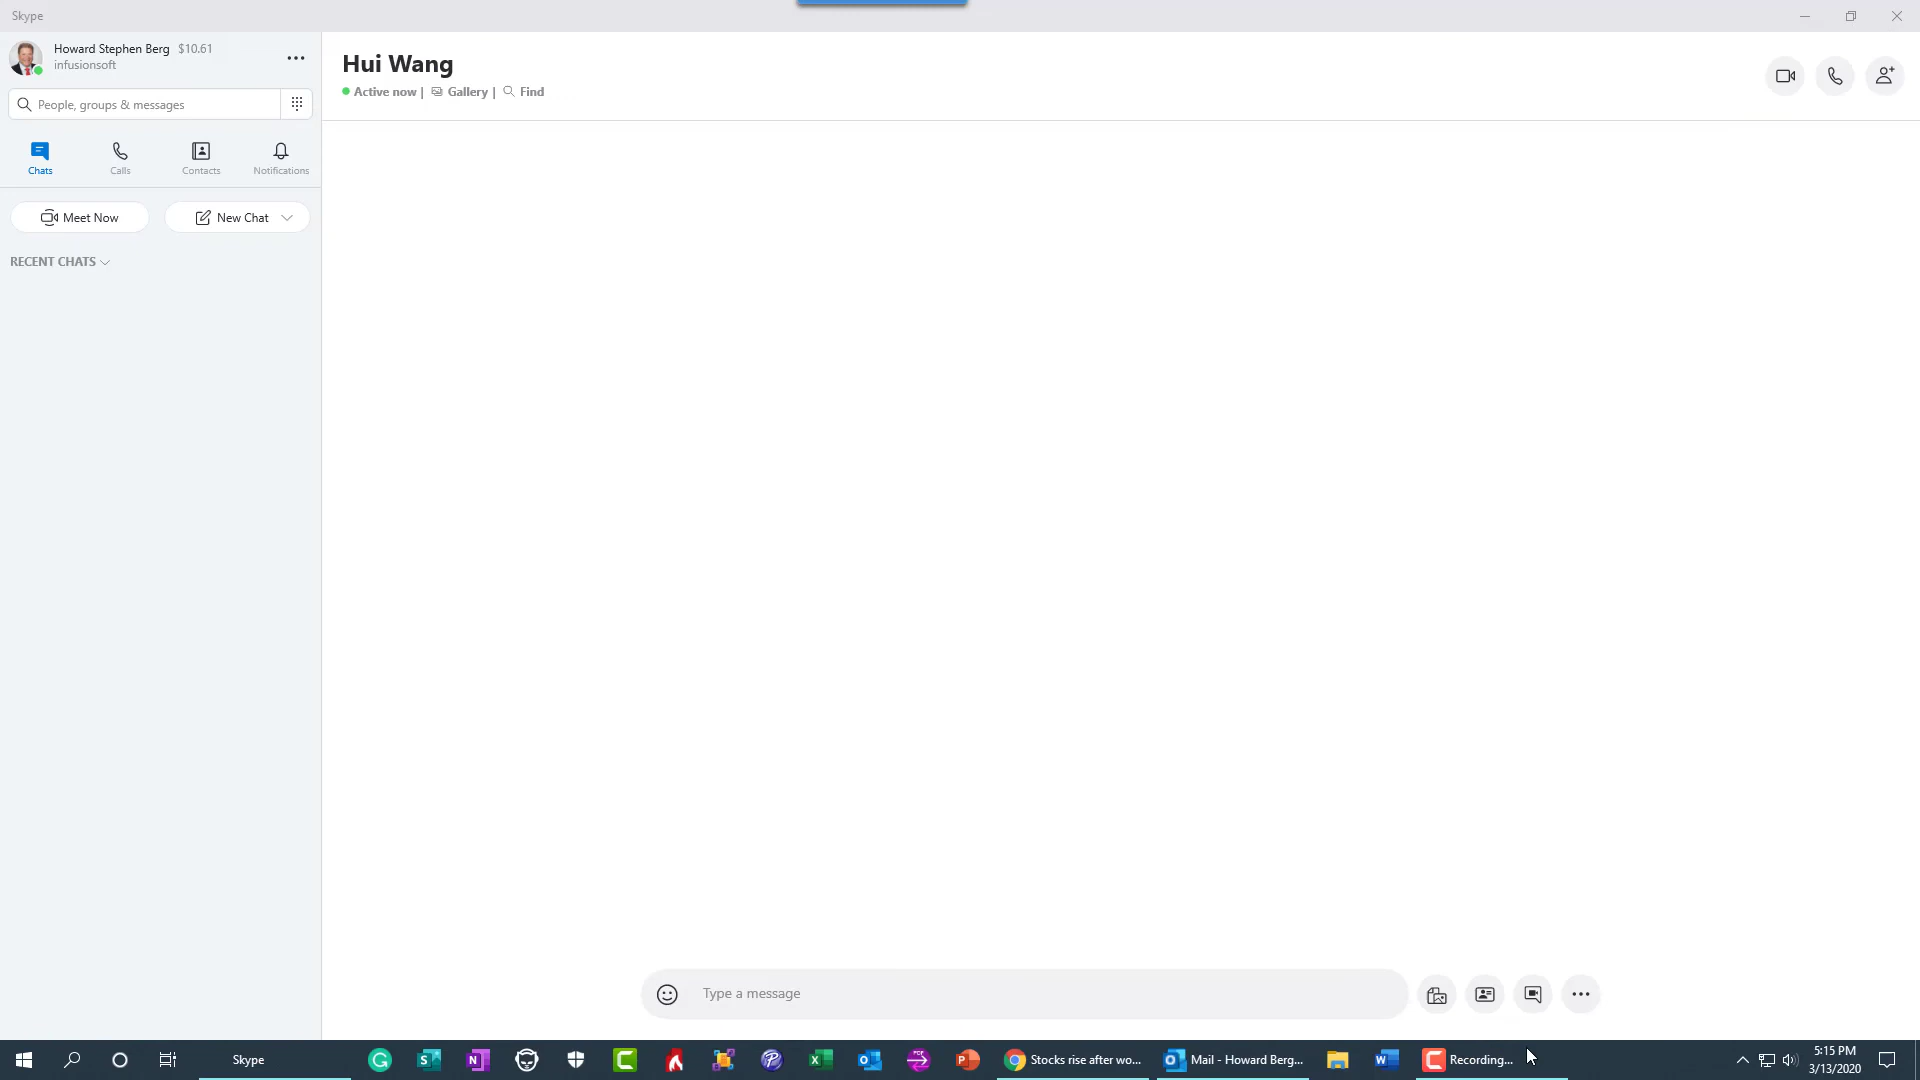 Skype
Howard Stephen Berg $10.61
infusionsoft
People, groups & messages
Chats
Calls
Contacts
Notifications
Meet Now
New Chat
RECENT CHATS
Hui Wang
Active now | Gallery | Find
Type a message
Skype
Stocks rise after wo...
Mail - Howard Berg...
Recording...
5:15 PM
3/13/2020